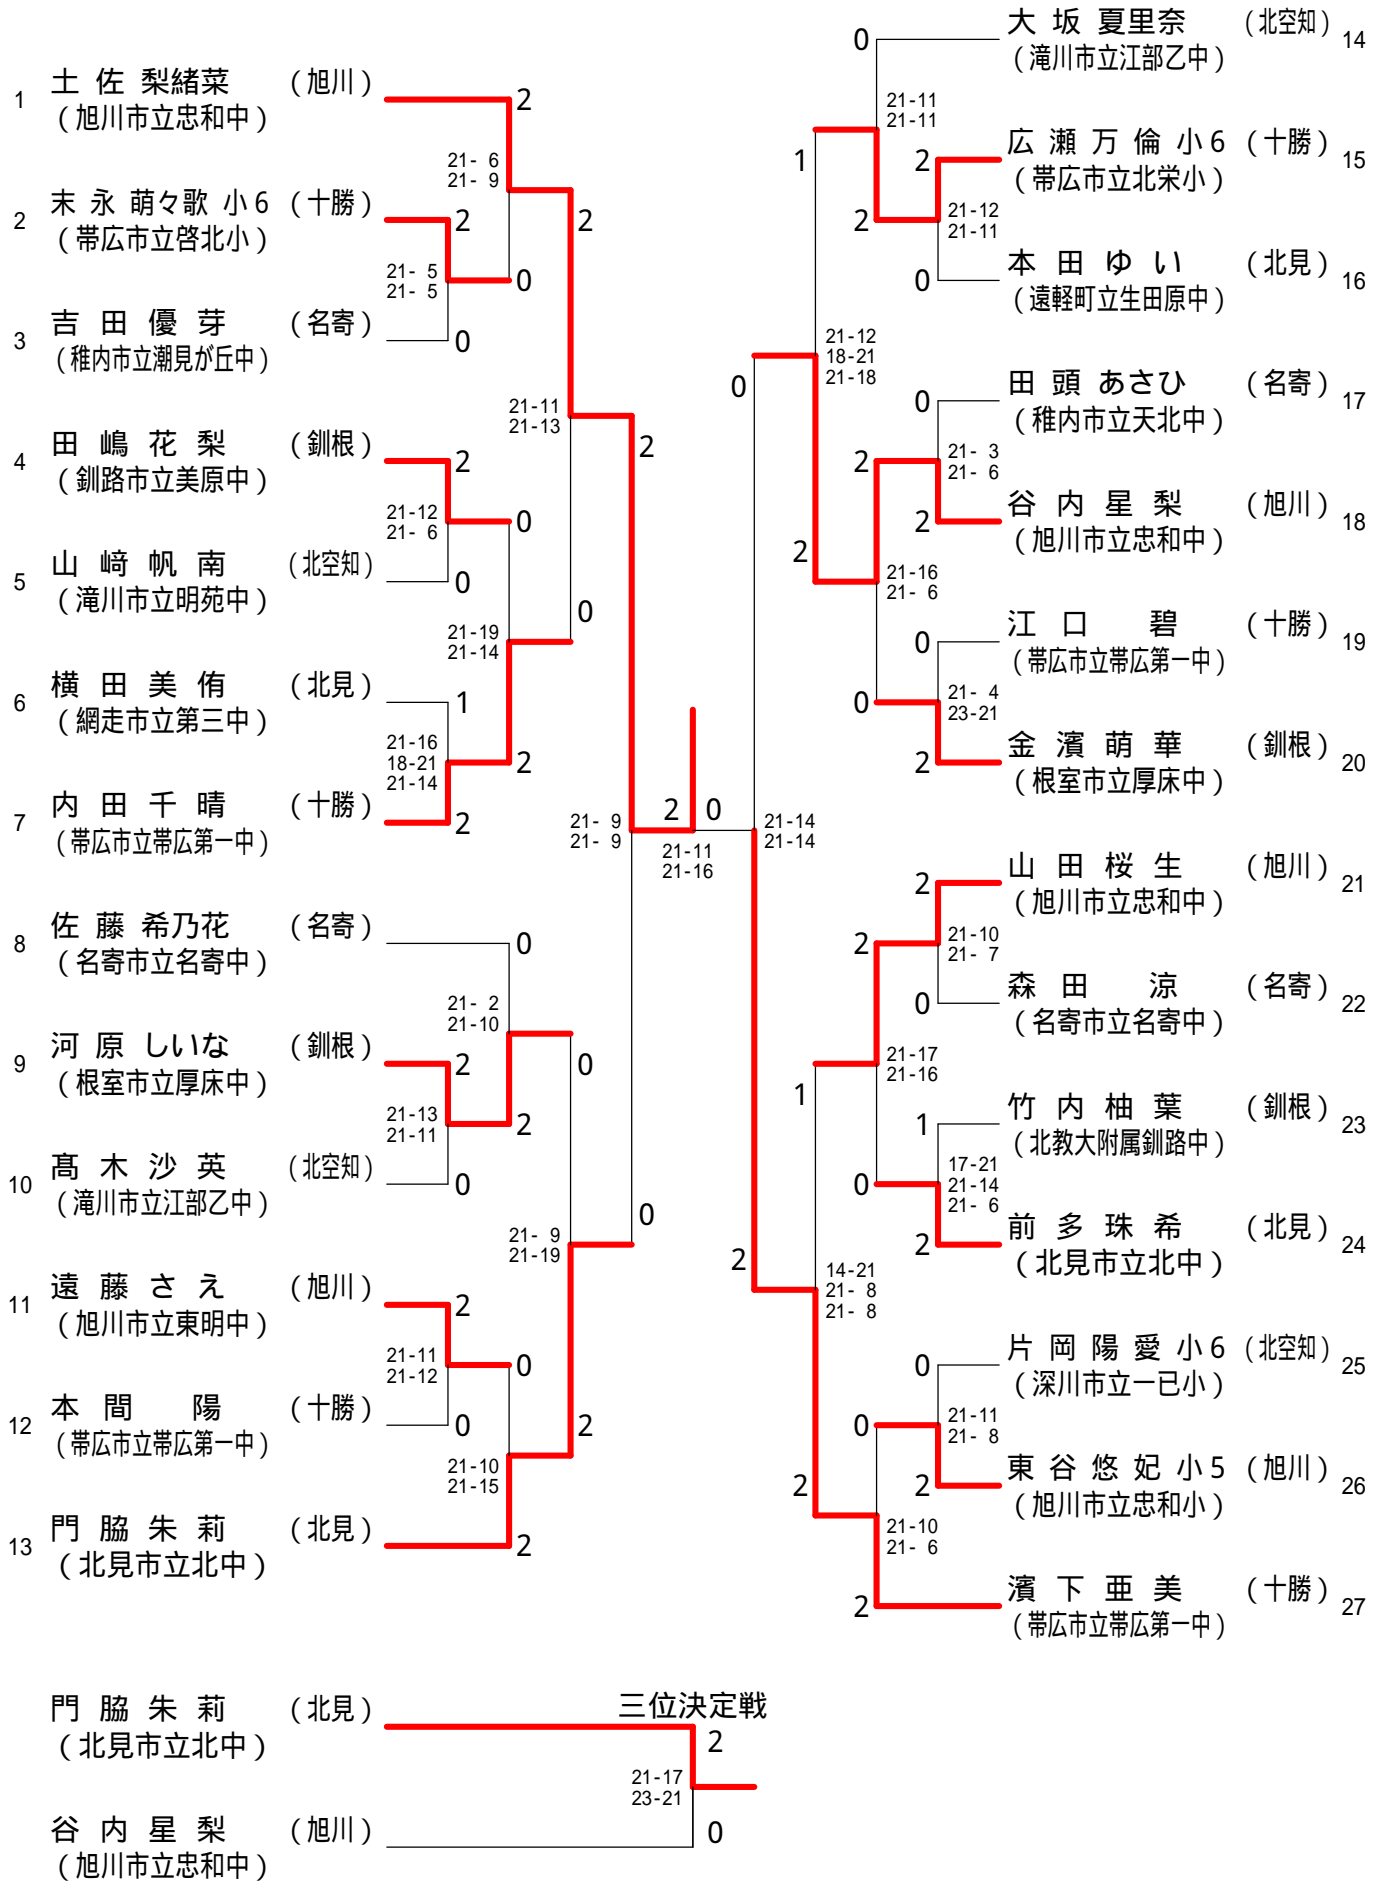 1 土佐 梨緒菜 (旭川)
(旭川市立忠和中)
2
21- 6
21- 9
2 末永 萌々歌 小6 (十勝)
(帯広市立啓北小)
2
2
21- 5
21- 5
0
3 吉田優芽 (名寄)
(稚内市立潮見が丘中)
0
21-11
21-13
2
4 田嶋花梨 (釧根)
(釧路市立美原中)
2
21-12
21- 6
0
5 山﨑帆南 (北空知)
(滝川市立明苑中)
0
0
21-19
21-14
6 横田美侑 (北見)
(網走市立第三中)
1
21-16
18-21
21-14
2
7 内田千晴 (十勝)
(帯広市立帯広第一中)
2
21- 9
21- 9
2 0
21-11
21-16
8 佐藤希乃花 (名寄)
(名寄市立名寄中)
0
21- 2
21-10
9 河原しいな (釧根)
(根室市立厚床中)
2
0
21-13
21-11
2
10 髙木沙英 (北空知)
(滝川市立江部乙中)
0
21- 9
21-19
0
11 遠藤さえ (旭川)
(旭川市立東明中)
2
21-11
21-12
0
12 本間 陽 (十勝)
(帯広市立帯広第一中)
0
2
21-10
21-15
13 門脇朱莉 (北見)
(北見市立北中)
2
0 大坂夏里奈 (北空知) 14
(滝川市立江部乙中)
21-11
21-11
1
2 広瀬万倫 小6 (十勝) 15
(帯広市立北栄小)
2
21-12
21-11
0 本田ゆい (北見) 16
(遠軽町立生田原中)
21-12
18-21
21-18
0
0 田頭あさひ (名寄) 17
(稚内市立天北中)
2
21- 3
21- 6
2 谷内星梨 (旭川) 18
(旭川市立忠和中)
2
21-16
21- 6
0 江口 碧 (十勝) 19
(帯広市立帯広第一中)
0
21- 4
23-21
2 金濱萌華 (釧根) 20
(根室市立厚床中)
21-14
21-14
2 山田桜生 (旭川) 21
(旭川市立忠和中)
2
21-10
21- 7
0 森田 涼 (名寄) 22
(名寄市立名寄中)
1
21-17
21-16
1 竹内柚葉 (釧根) 23
(北教大附属釧路中)
0
17-21
21-14
21- 6
2 前多珠希 (北見) 24
(北見市立北中)
2
14-21
21- 8
21- 8
0 片岡陽愛 小6 (北空知) 25
(深川市立一已小)
0
21-11
21- 8
2 東谷悠妃 小5 (旭川) 26
(旭川市立忠和小)
2
21-10
21- 6
2 濱下亜美 (十勝) 27
(帯広市立帯広第一中)
三位決定戦
門脇朱莉 (北見)
(北見市立北中)
2
21-17
23-21
谷内星梨 (旭川)
(旭川市立忠和中)
0